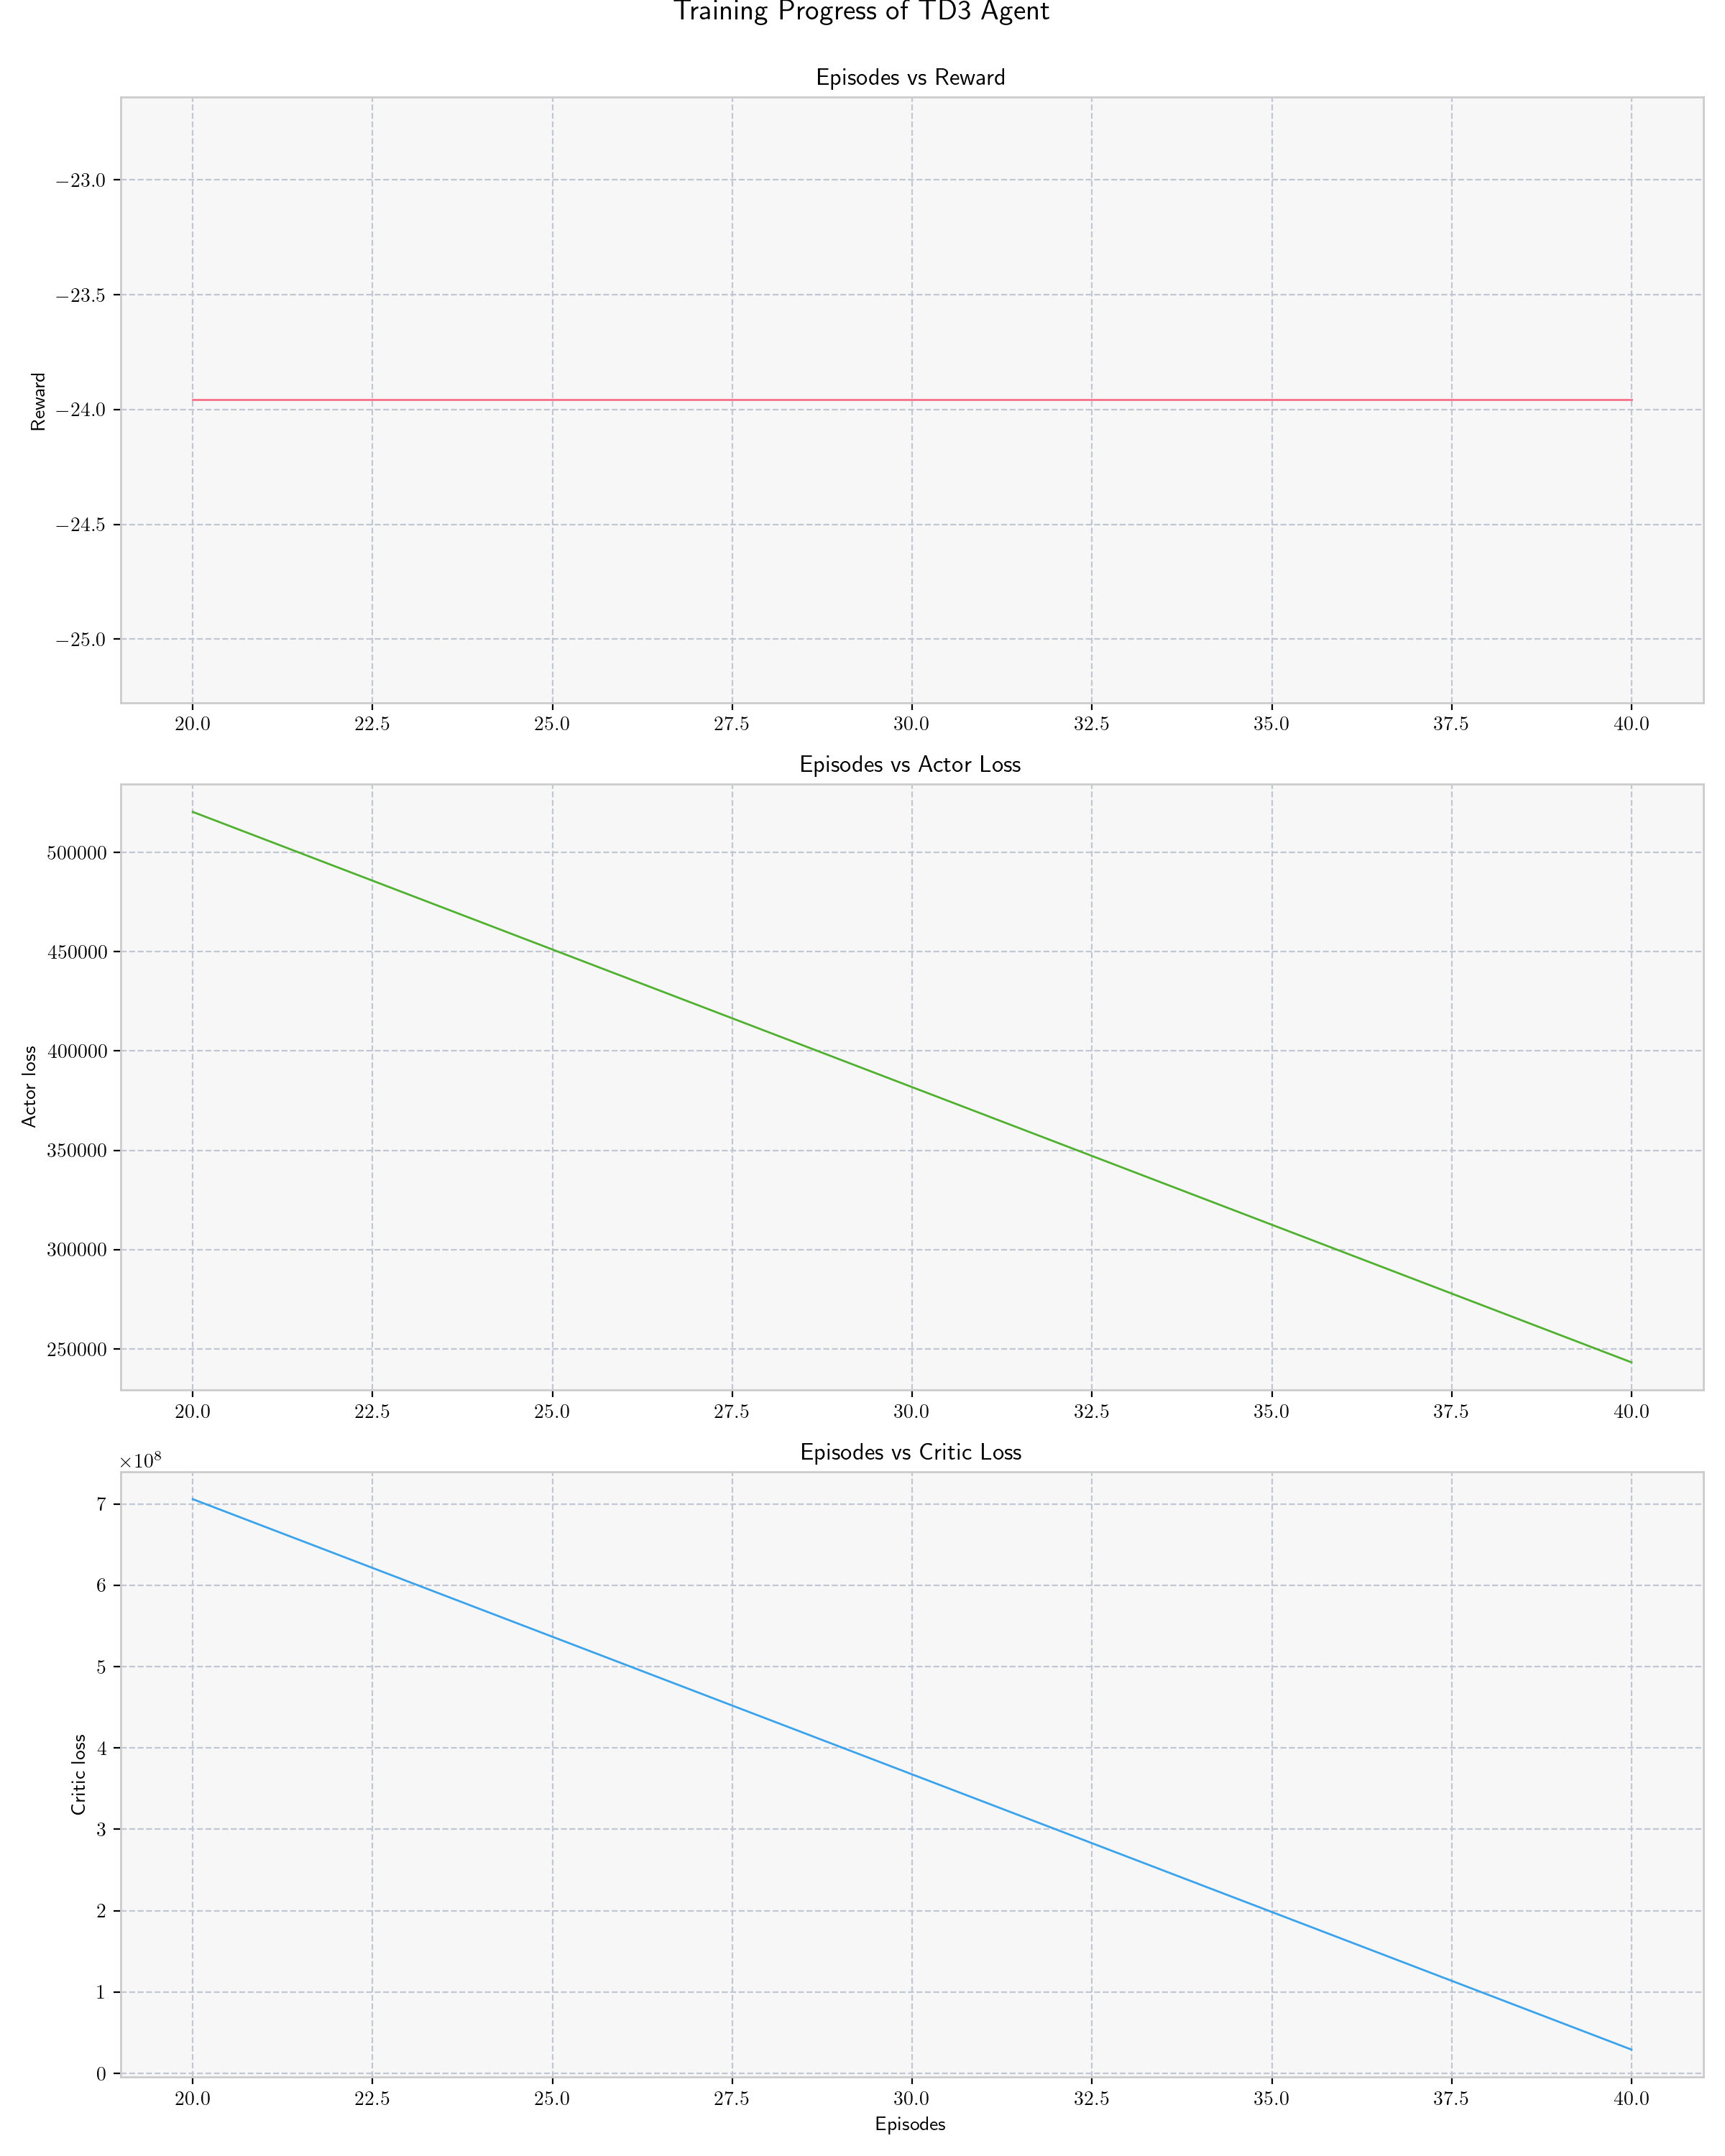 Training Progress of TD3 Agent
Episodes vs Reward
Reward
−23.0
−23.5
−24.0
−24.5
−25.0
20.0 22.5 25.0 27.5 30.0 32.5 35.0 37.5 40.0
Episodes vs Actor Loss
Actor loss
500000
450000
400000
350000
300000
250000
20.0 22.5 25.0 27.5 30.0 32.5 35.0 37.5 40.0
Episodes vs Critic Loss
×10⁸
Critic loss
7
6
5
4
3
2
1
0
20.0 22.5 25.0 27.5 30.0 32.5 35.0 37.5 40.0
Episodes